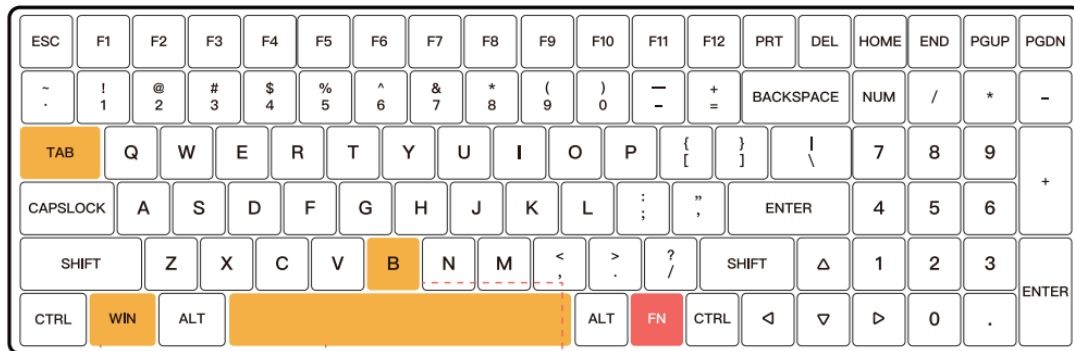 ESC F1 F2 F3 F4 F5 F6 F7 F8 F9 F10 F11 F12 PRT DEL HOME END PGUP PGDN
~ ! @ # $ % ^ & * ( ) — +
· 1 2 3 4 5 6 7 8 9 0 - = BACKSPACE NUM / * -
TAB Q W E R T Y U I O P { } | 7 8 9 +
[ ] \
CAPSLOCK A S D F G H J K L : " ENTER 4 5 6
; ,
SHIFT Z X C V B N M < > ? SHIFT △ 1 2 3 ENTER
, . /
CTRL WIN ALT ALT FN CTRL ◁ ▽ ▷ 0 .